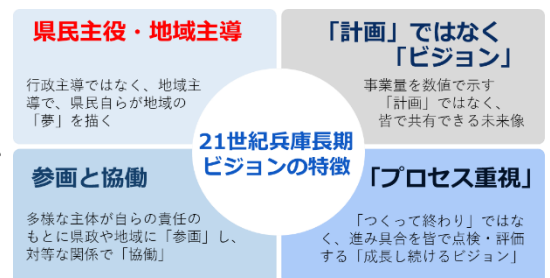 県民主役・地域主導
行政主導ではなく、地域主
導で、県民自らが地域の
「夢」を描く
「計画」ではなく
「ビジョン」
事業量を数値で示す
「計画」ではなく、
皆で共有できる未来像
21世紀兵庫長期
ビジョンの特徴
参画と協働
多様な主体が自らの責任の
もとに県政や地域に「参画」し、
対等な関係で「協働」
「プロセス重視」
「つくって終わり」ではな
く、進み具合を皆で点検・評価
する「成長し続けるビジョン」